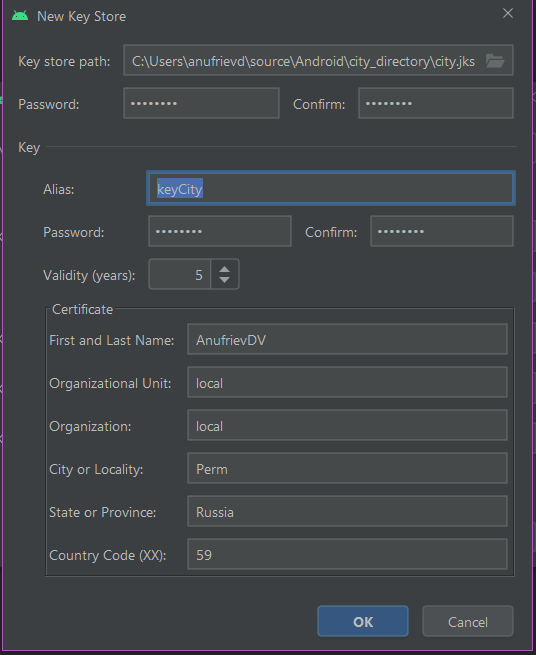 New Key Store
Key store path: C:\Users\anufrievd\source\Android\city_directory\city.jks
Password: •••••••• Confirm: ••••••••
Key
Alias: keyCity
Password: •••••••• Confirm: ••••••••
Validity (years): 5
Certificate
First and Last Name: AnufrievDV
Organizational Unit: local
Organization: local
City or Locality: Perm
State or Province: Russia
Country Code (XX): 59
OK Cancel